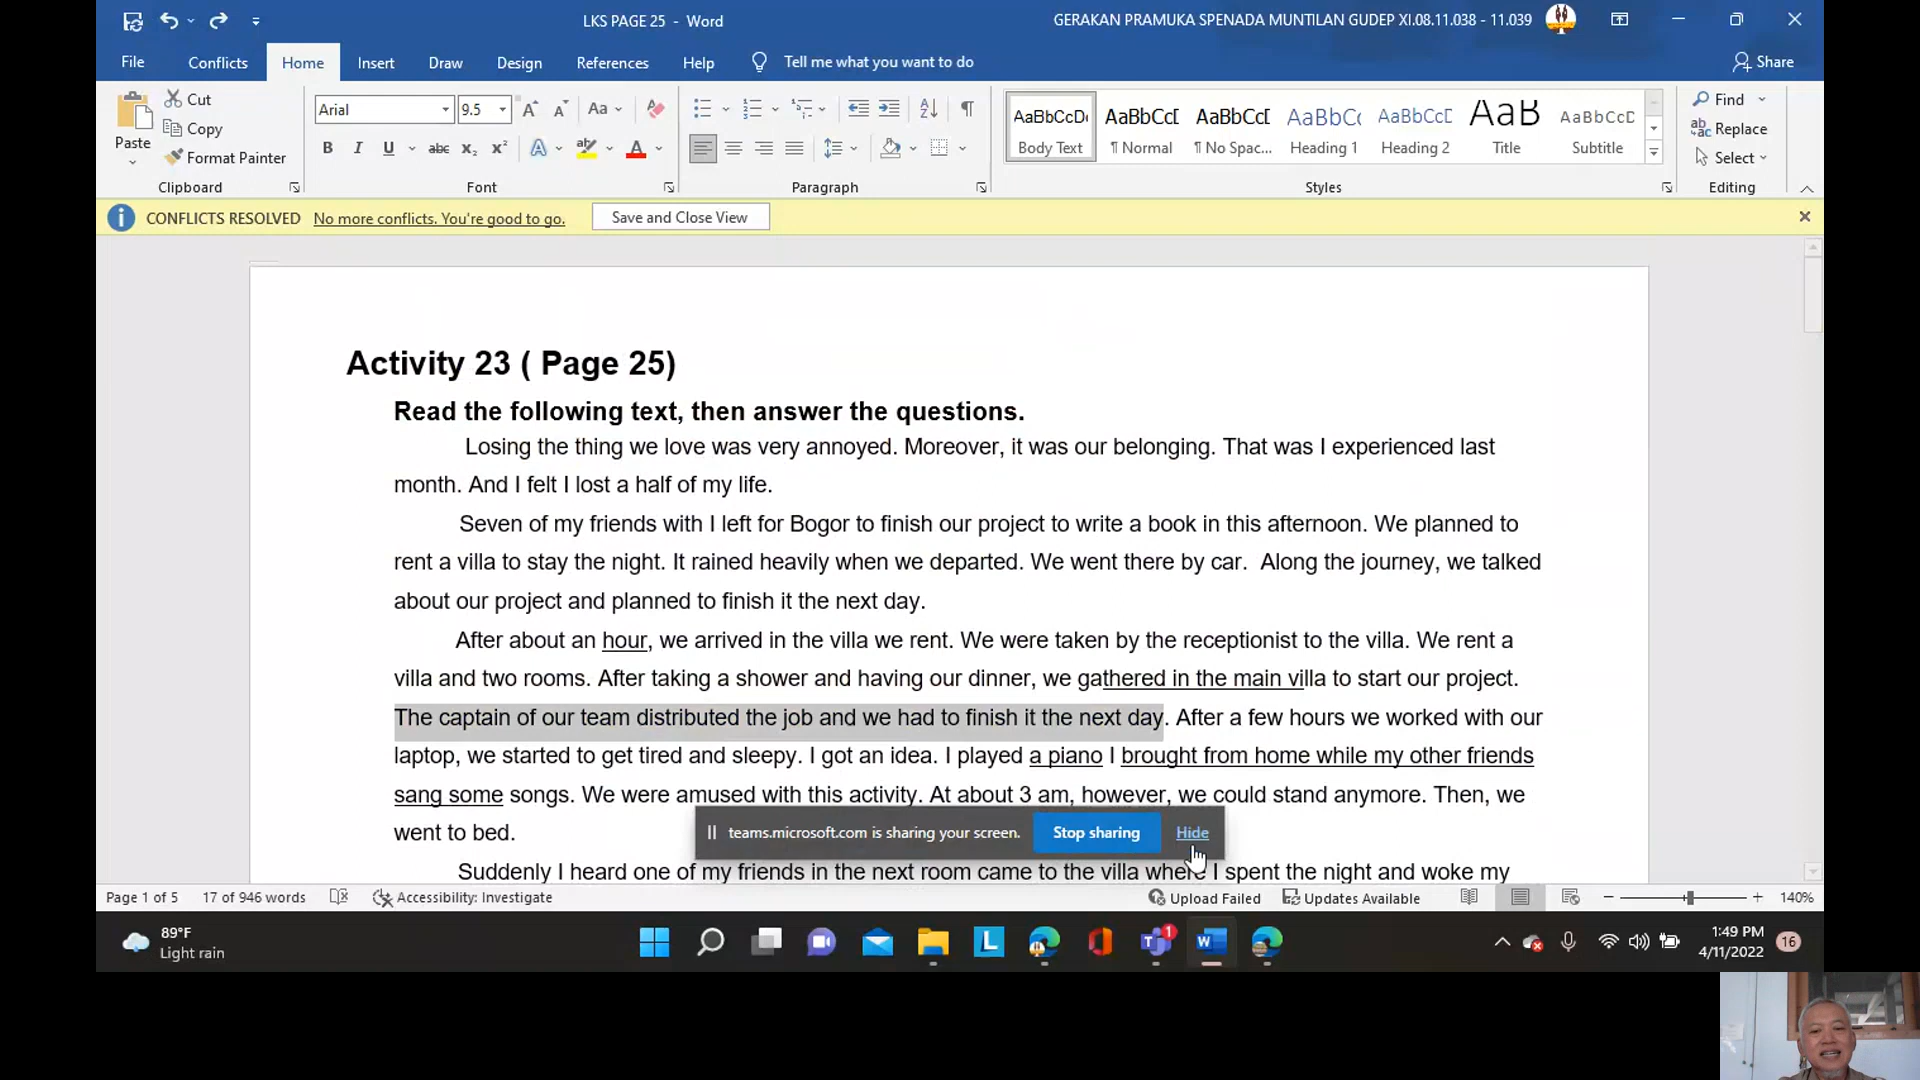 LKS PAGE 25 - Word
GERAKAN PRAMUKA SPENADA MUNTILAN GUDEP XI.08.11.038 - 11.039
File Conflicts Home Insert Draw Design References Help Tell me what you want to do Share
Paste
Cut
Copy
Format Painter
Clipboard
Arial 9.5
Aa
B I U abc X₂ X²
Font
Paragraph
AaBbCcDc AaBbCcD AaBbCcD AaBbCc AaBbCcD AaB AaBbCcD
Body Text ¶ Normal ¶ No Spac... Heading 1 Heading 2 Title Subtitle
Styles
Find
Replace
Select
Editing
CONFLICTS RESOLVED No more conflicts. You're good to go. Save and Close View
Activity 23 ( Page 25)
Read the following text, then answer the questions.
Losing the thing we love was very annoyed. Moreover, it was our belonging. That was I experienced last
month. And I felt I lost a half of my life.
Seven of my friends with I left for Bogor to finish our project to write a book in this afternoon. We planned to
rent a villa to stay the night. It rained heavily when we departed. We went there by car. Along the journey, we talked
about our project and planned to finish it the next day.
After about an hour, we arrived in the villa we rent. We were taken by the receptionist to the villa. We rent a
villa and two rooms. After taking a shower and having our dinner, we gathered in the main villa to start our project.
The captain of our team distributed the job and we had to finish it the next day. After a few hours we worked with our
laptop, we started to get tired and sleepy. I got an idea. I played a piano I brought from home while my other friends
sang some songs. We were amused with this activity. At about 3 am, however, we could stand anymore. Then, we
went to bed.
teams.microsoft.com is sharing your screen. Stop sharing Hide
Suddenly I heard one of my friends in the next room came to the villa where I spent the night and woke my
Page 1 of 5 17 of 946 words Accessibility: Investigate Upload Failed Updates Available 140%
89°F
Light rain
1
1:49 PM
4/11/2022
16